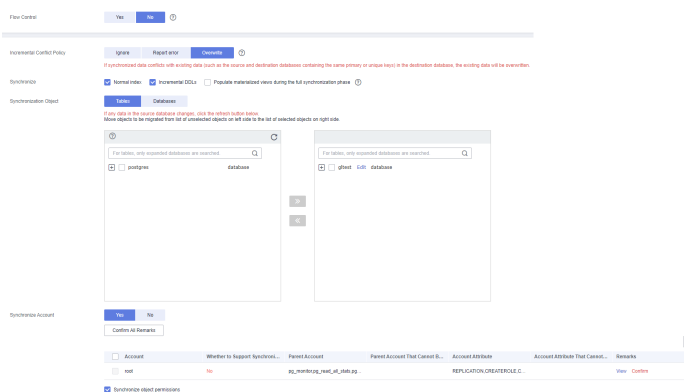 Flow Control Yes No
Incremental Conflict Policy Ignore Report error Overwrite
If synchronized data conflicts with existing data (such as the source and destination databases containing the same primary or unique keys) in the destination database, the existing data will be overwritten.
Synchronize Normal index Incremental DDLs Populate materialized views during the full synchronization phase
Synchronization Object Tables Databases
If any data in the source database changes, click the refresh button below.
Move objects to be migrated from list of unselected objects on left side to the list of selected objects on right side.
For tables, only expanded databases are searched. For tables, only expanded databases are searched.
postgres database gltest Edit database
Synchronize Account Yes No
Confirm All Remarks
Account Whether to Support Synchroni... Parent Account Parent Account That Cannot B... Account Attribute Account Attribute That Cannot... Remarks
root No pg_monitor,pg_read_all_stats,pg... REPLICATION,CREATEROLE,C... View Confirm
Synchronize object permissions